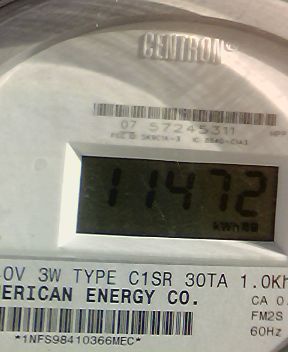 CENTRON®
07 57245311
11472
kWh
.0V 3W TYPE C1SR 30TA 1.0Kh
ERICAN ENERGY CO.
CA 0.
FM2S
60Hz
*1NFS98410366MEC*